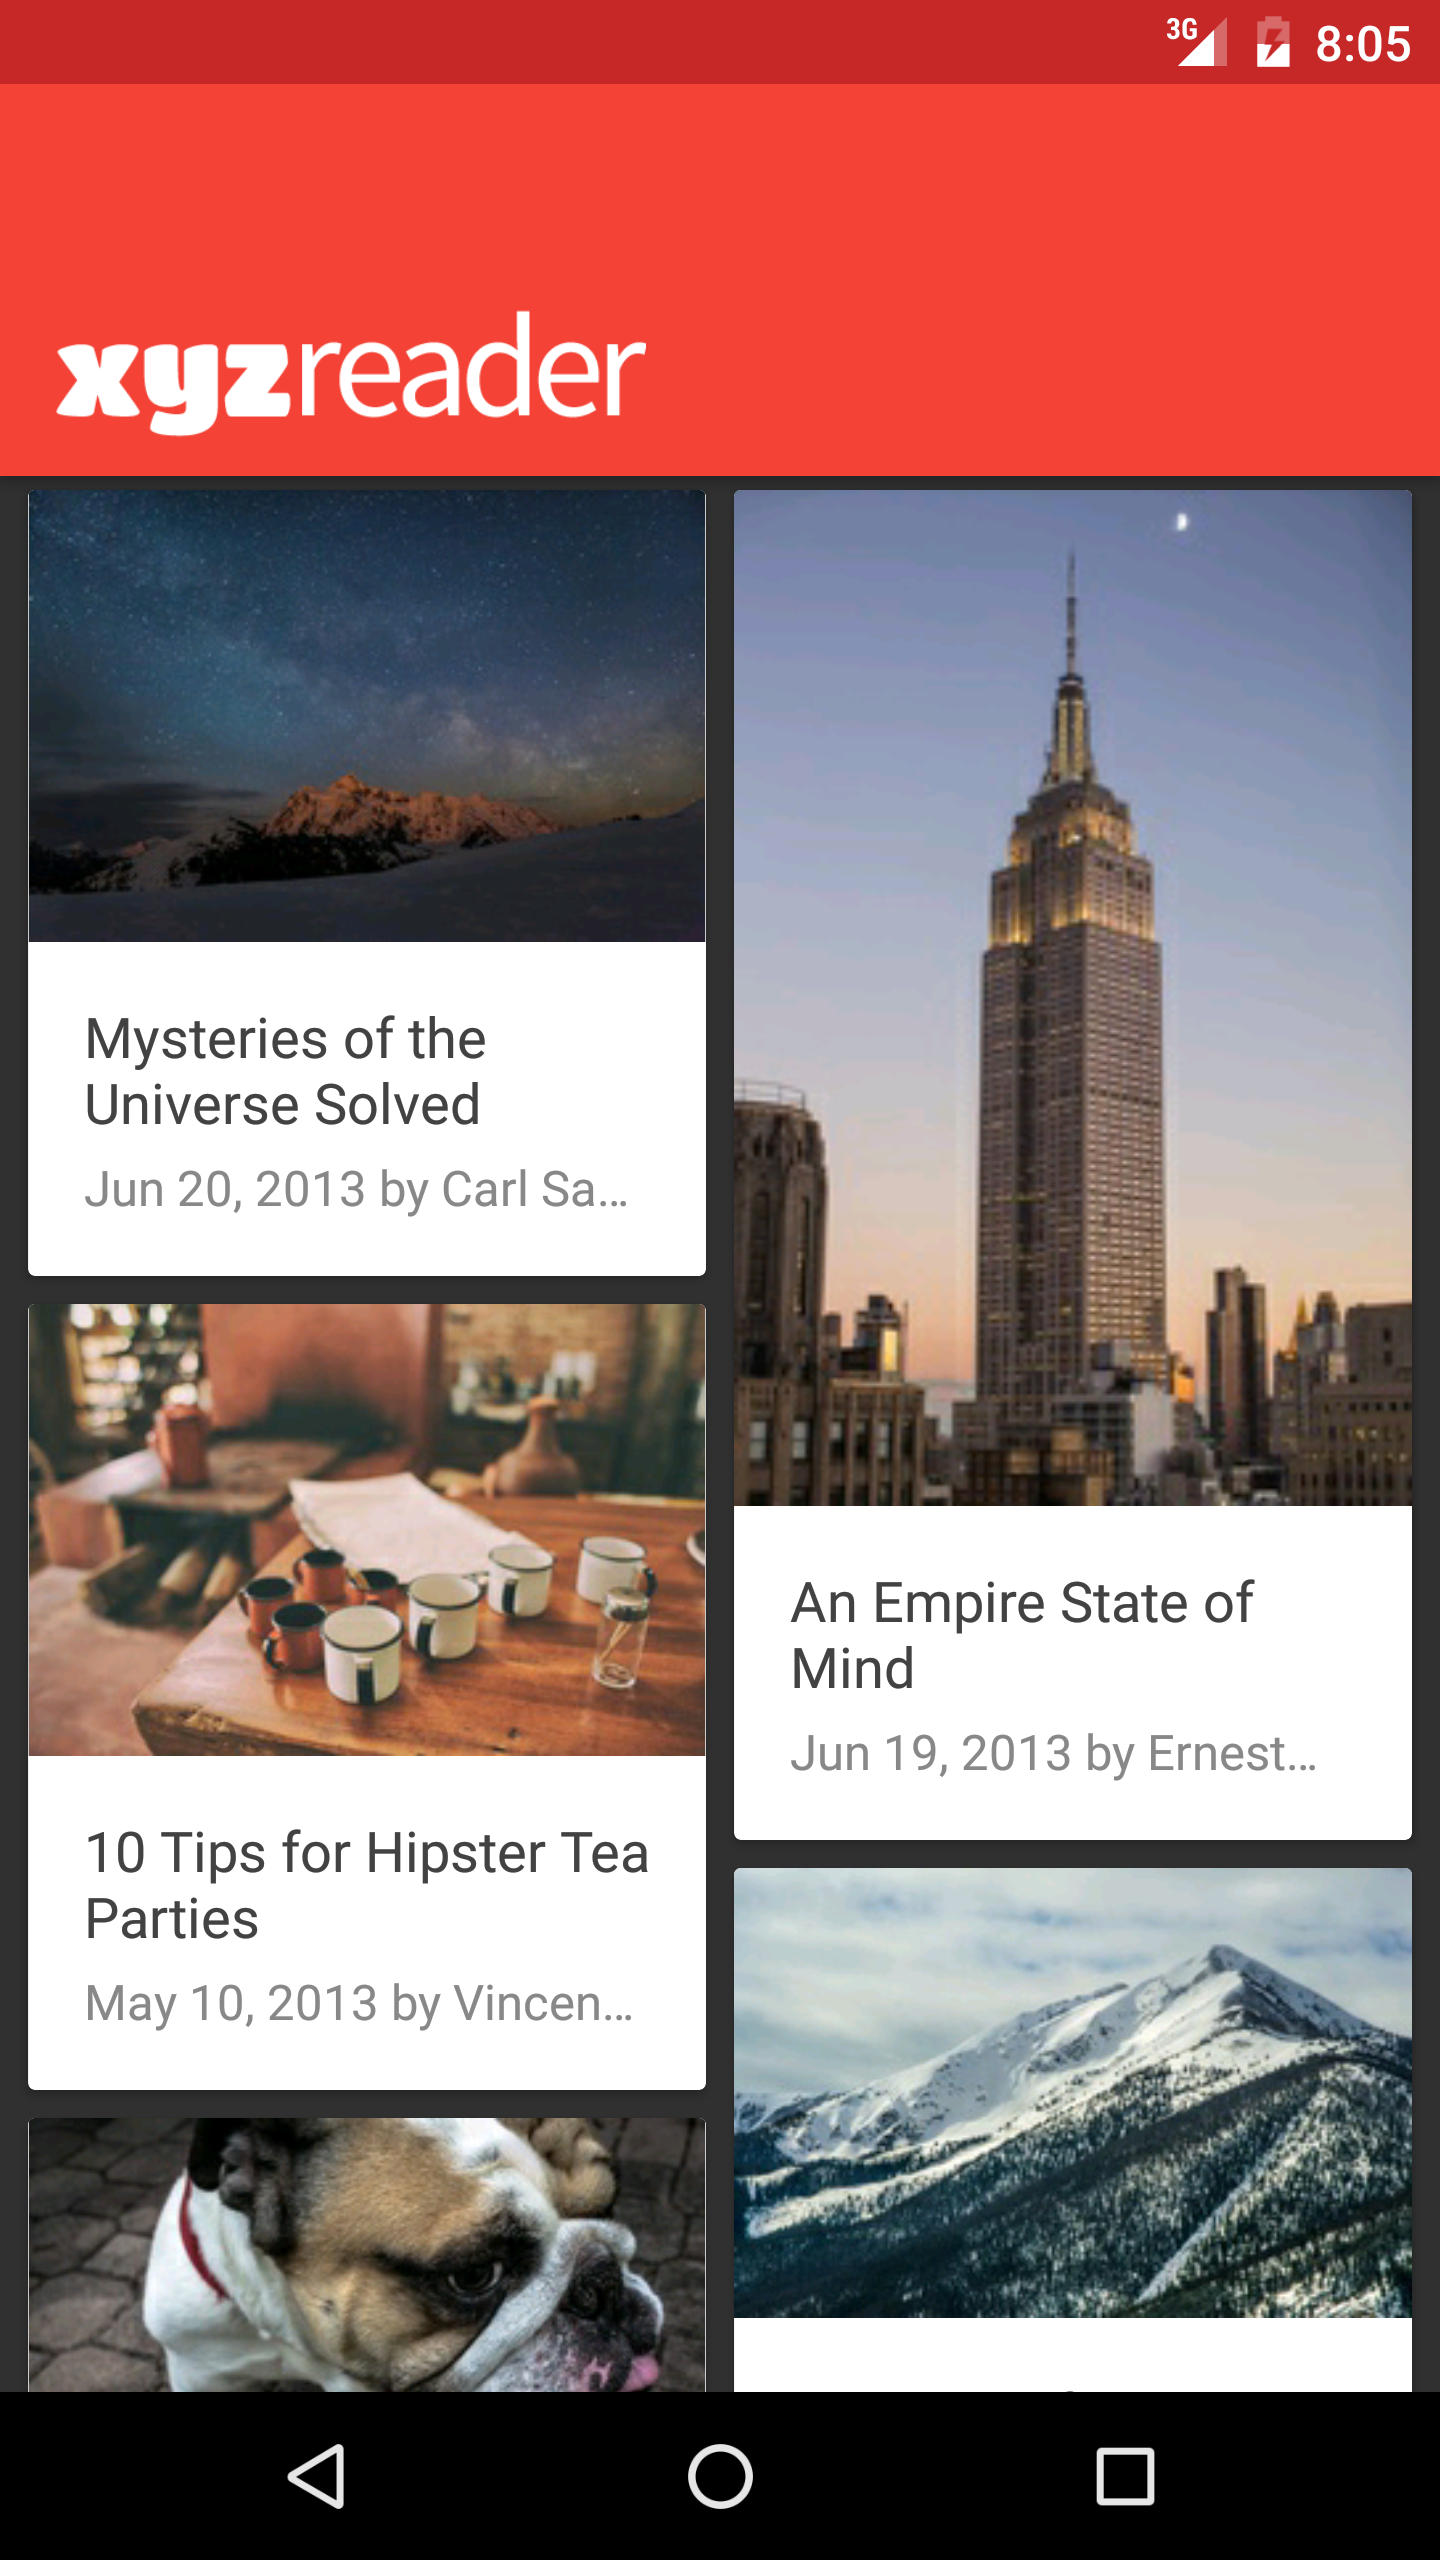 3G 8:05
xyzreader
Mysteries of the
Universe Solved
Jun 20, 2013 by Carl Sa...
An Empire State of
Mind
Jun 19, 2013 by Ernest...
10 Tips for Hipster Tea
Parties
May 10, 2013 by Vincen...